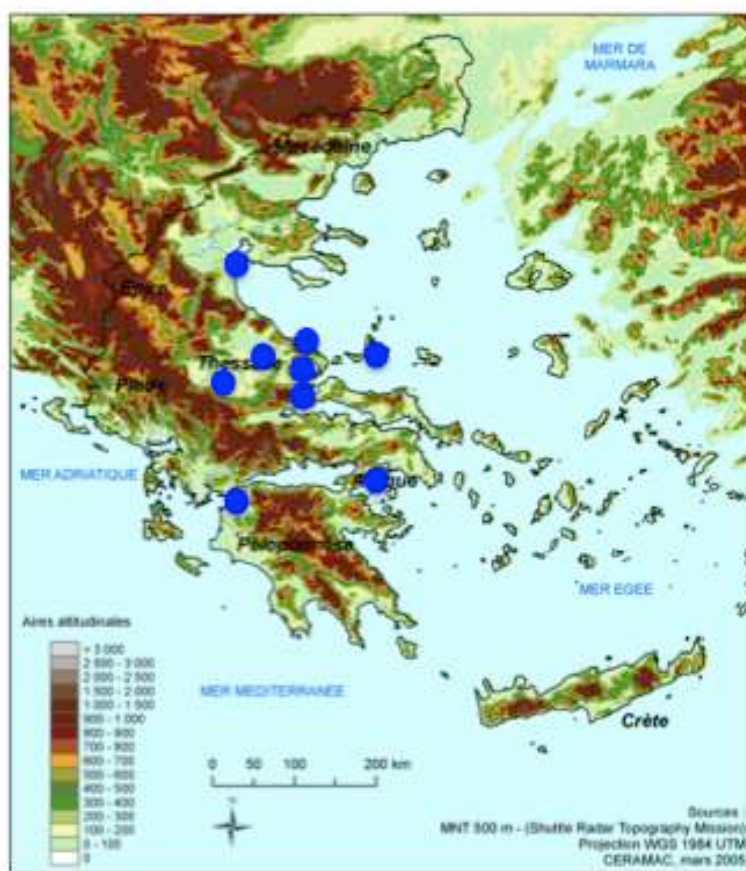 MER DE
MARMARA
Macédoine
Epire
Pinde
MER ADRIATIQUE
MER EGEE
Aires altitudinales
> 3 000
2 500 - 3 000
2 000 - 2 500
1 500 - 2 000
1 000 - 1 500
900 - 1 000
800 - 900
700 - 800
600 - 700
500 - 600
400 - 500
300 - 400
200 - 300
100 - 200
0 - 100
0
MER MEDITERRANEE
Crète
0 50 100 200 km
Sources :
MNT 500 m - (Shuttle Radar Topography Mission)
Projection WGS 1984 UTM
CERAMAC, mars 2005